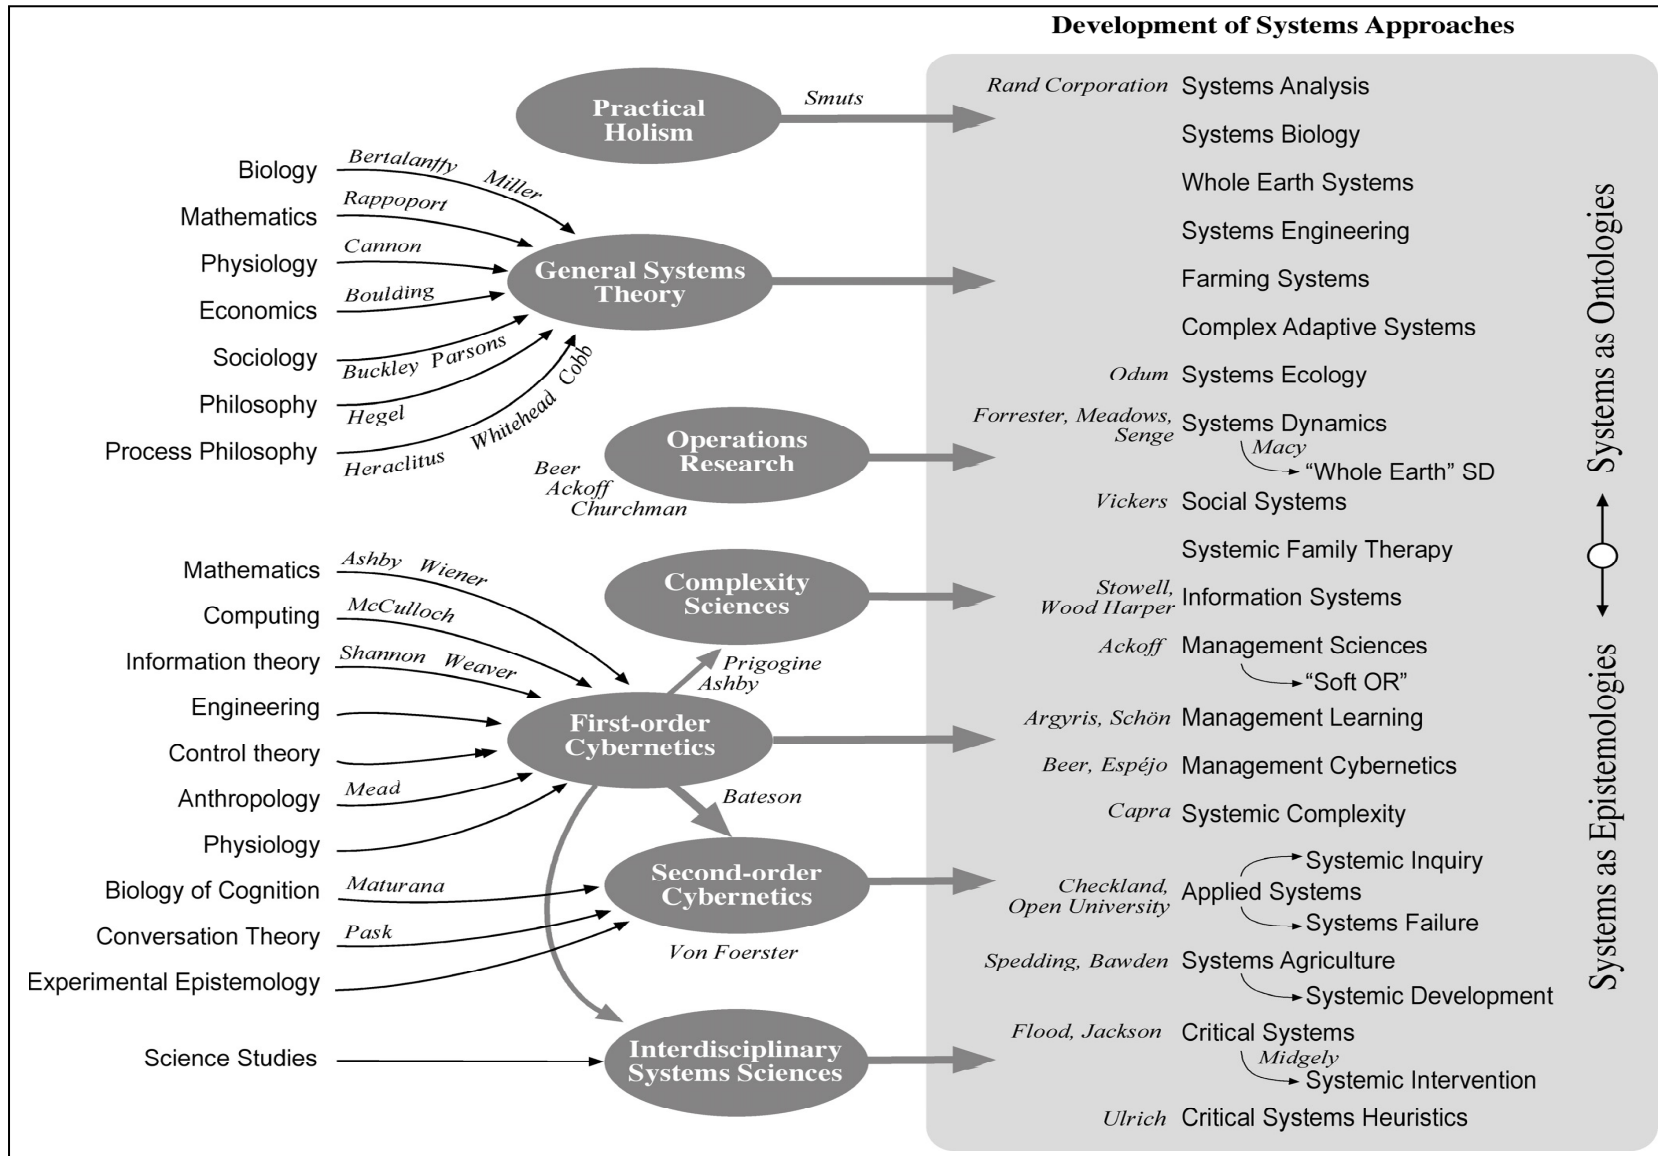 Development of Systems Approaches
Practical
Holism
Smuts
Biology
Bertalanffy Miller
Mathematics
Rappoport
Physiology
Cannon
Economics
Boulding
Sociology
Buckley Parsons
Philosophy
Hegel
Process Philosophy
Heraclitus Whitehead Cobb
General Systems
Theory
Operations
Research
Beer
Ackoff
Churchman
Mathematics
Ashby Wiener
Computing
McCulloch
Information theory
Shannon Weaver
Engineering
Control theory
Anthropology
Mead
Physiology
Complexity
Sciences
Prigogine
Ashby
First-order
Cybernetics
Bateson
Biology of Cognition
Maturana
Conversation Theory
Pask
Experimental Epistemology
Second-order
Cybernetics
Von Foerster
Science Studies
Interdisciplinary
Systems Sciences
Rand Corporation Systems Analysis
Systems Biology
Whole Earth Systems
Systems Engineering
Farming Systems
Complex Adaptive Systems
Odum Systems Ecology
Forrester, Meadows,
Senge Systems Dynamics
Macy
“Whole Earth” SD
Vickers Social Systems
Systemic Family Therapy
Stowell,
Wood Harper Information Systems
Ackoff Management Sciences
“Soft OR”
Argyris, Schön Management Learning
Beer, Espéjo Management Cybernetics
Capra Systemic Complexity
Systemic Inquiry
Checkland,
Open University Applied Systems
Systems Failure
Spedding, Bawden Systems Agriculture
Systemic Development
Flood, Jackson Critical Systems
Midgely
Systemic Intervention
Ulrich Critical Systems Heuristics
Systems as Ontologies
Systems as Epistemologies